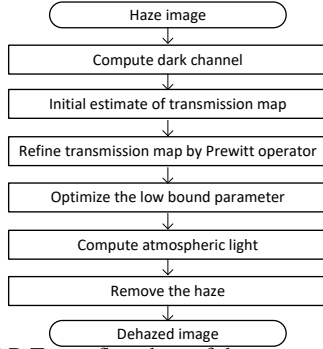 Haze image
Compute dark channel
Initial estimate of transmission map
Refine transmission map by Prewitt operator
Optimize the low bound parameter
Compute atmospheric light
Remove the haze
Dehazed image